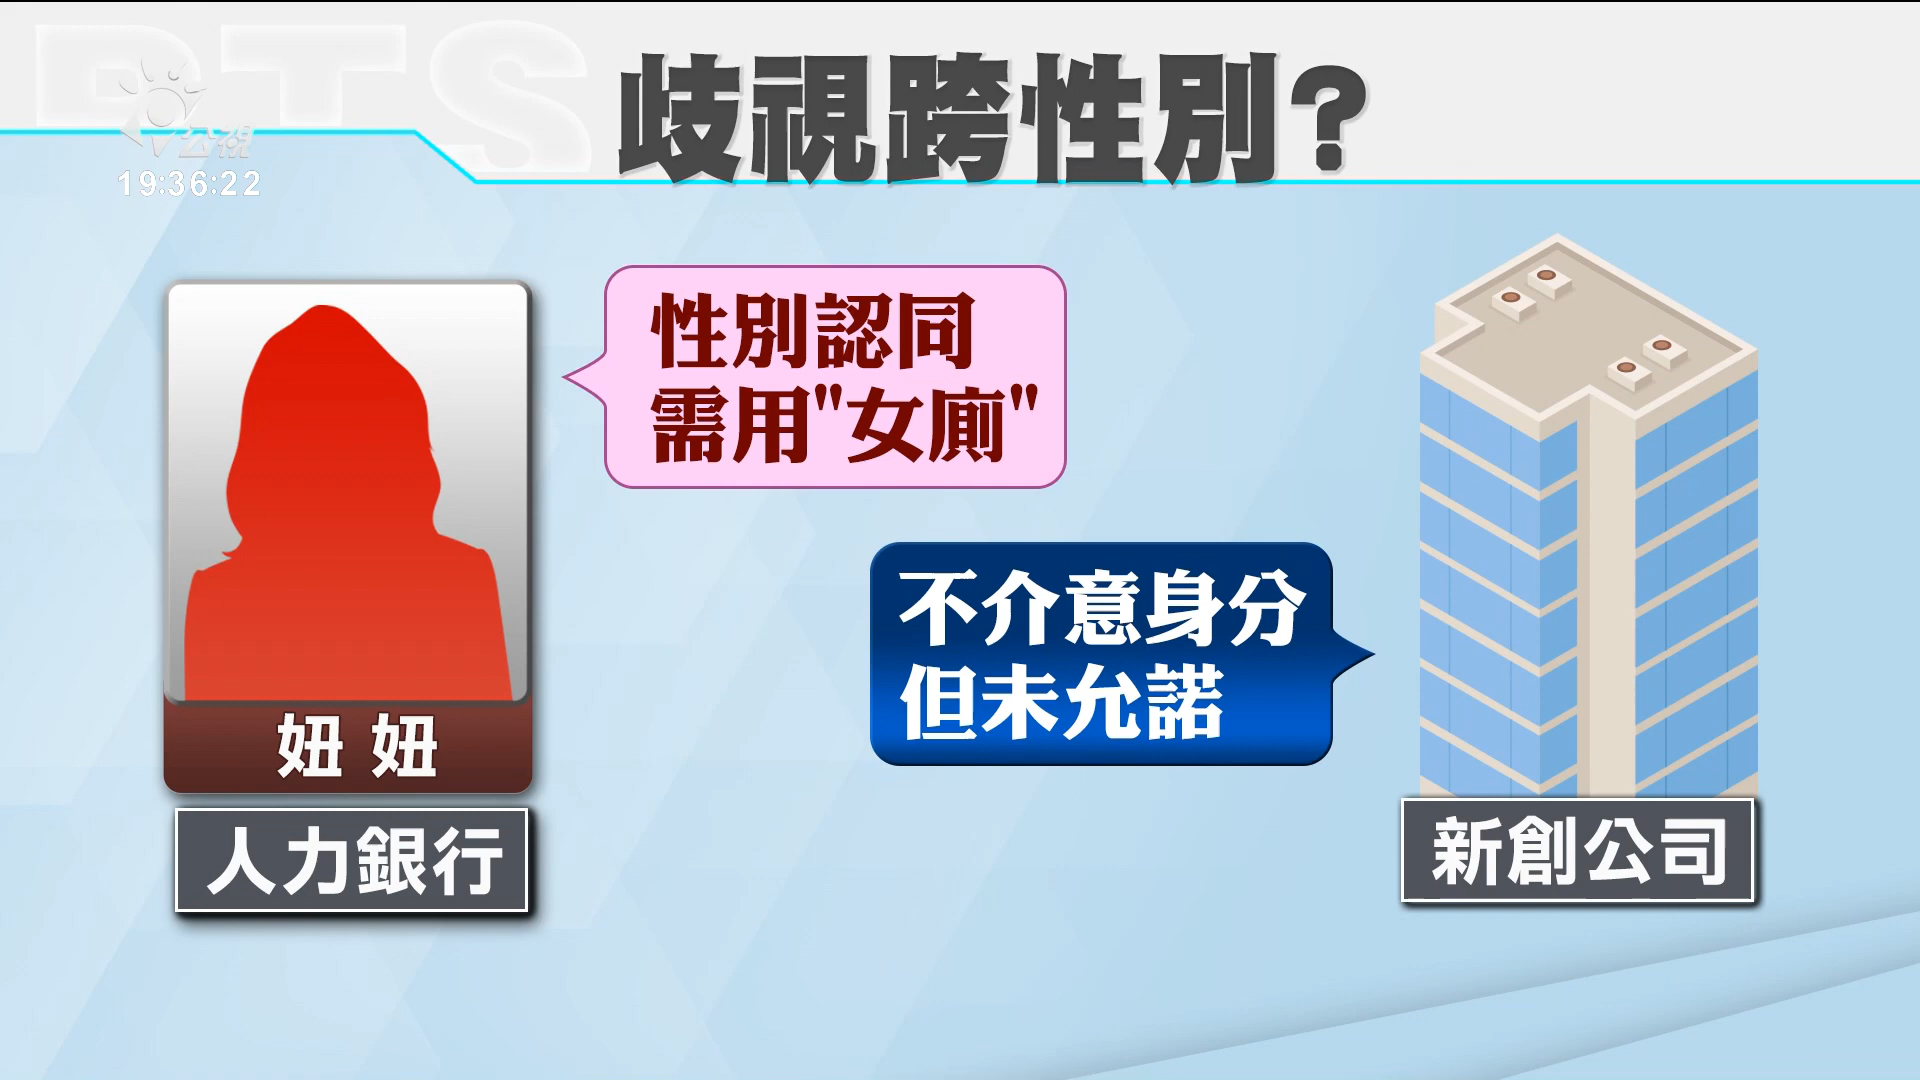 PTS
歧視跨性別?
公視
19:36:22
性別認同
需用"女廁"
不介意身分
但未允諾
妞妞
人力銀行
新創公司